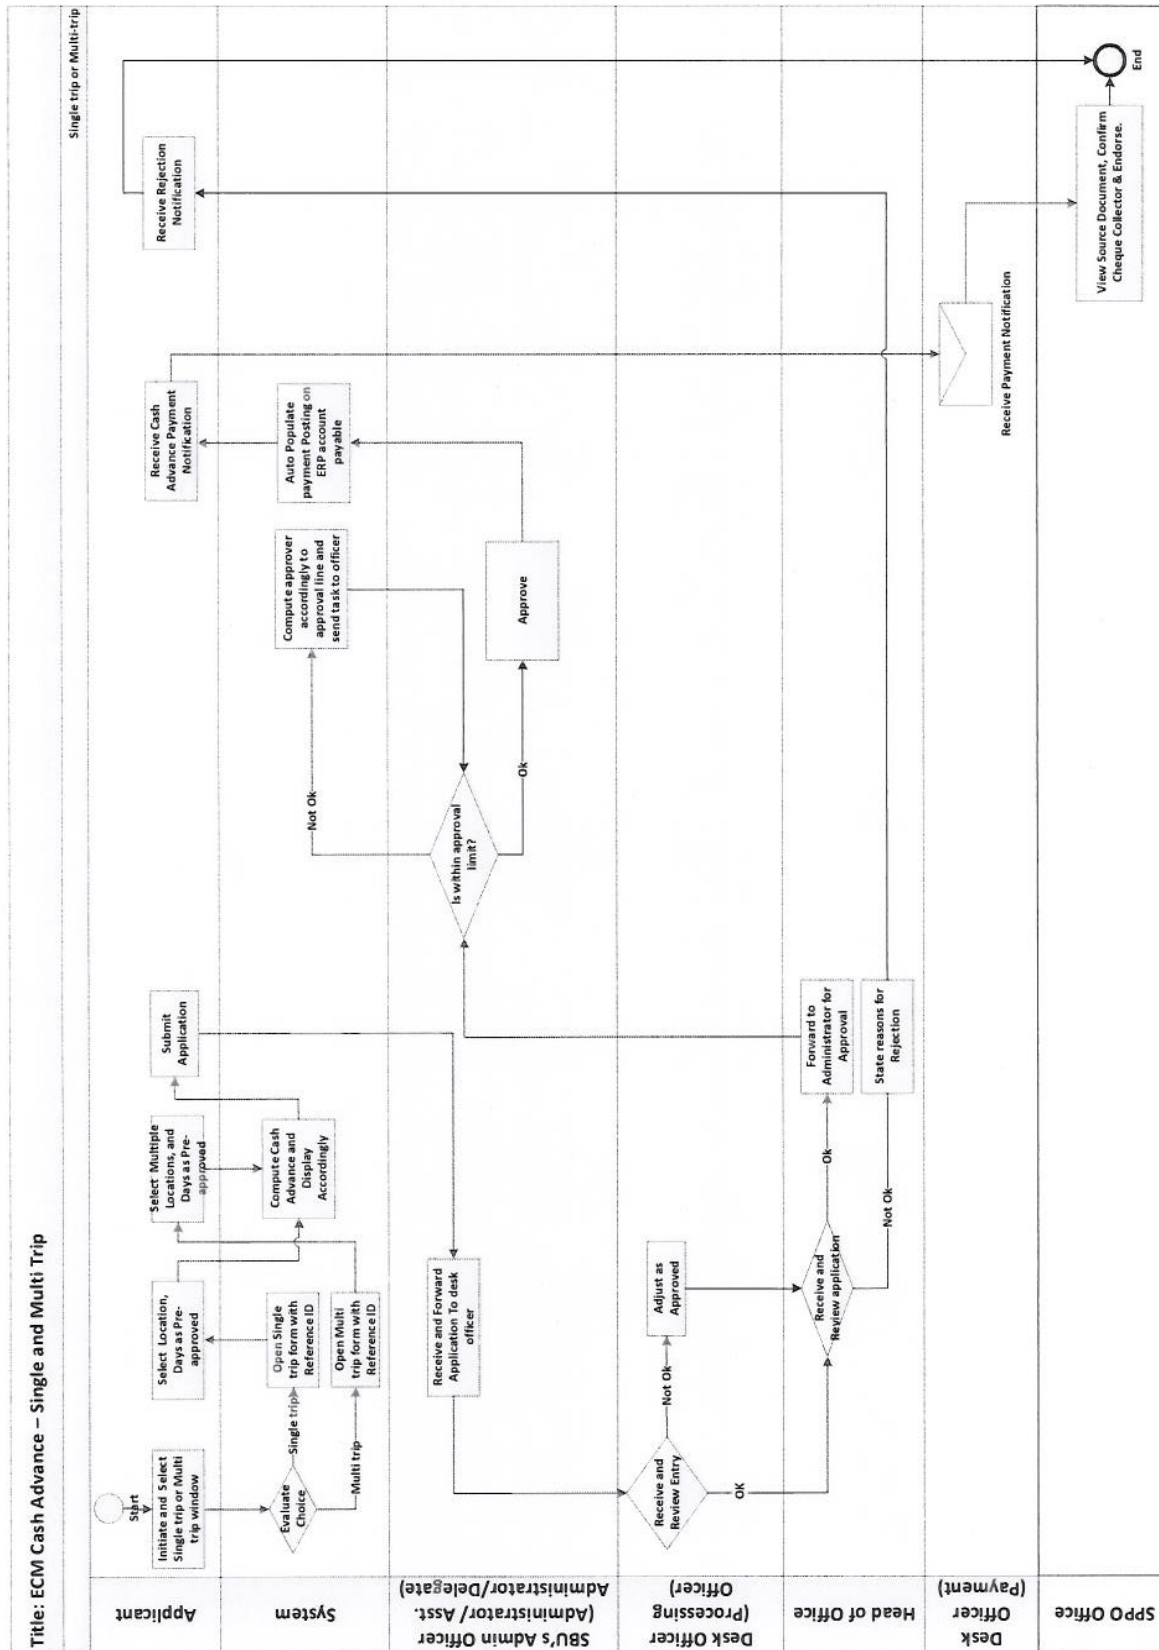 Title: ECM Cash Advance – Single and Multi Trip
Single trip or Multi-trip
Applicant
Start
Initiate and Select
Single trip or Multi
trip window
Select Location,
Days as Pre-
approved
Select Multiple
Locations, and
Days as Pre-
approved
Submit
Application
Receive Cash
Advance Payment
Notification
Receive Rejection
Notification
System
Evaluate
Choice
Single trip
Multi trip
Open Single
trip form with
Reference ID
Open Multi
trip form with
Reference ID
Compute Cash
Advance and
Display
Accordingly
Not Ok
Compute approver
accordingly to
approval line and
send task to officer
Auto Populate
payment Posting on
ERP account
payable
SBU's Admin Officer
(Administrator/ Asst.
Administrator/Delegate)
Receive and Forward
Application To desk
officer
Is within approval
limit?
Ok
Approve
Desk Officer
(Processing
Officer)
Receive and
Review Entry
Not Ok
OK
Adjust as
Approved
Head of Office
Receive and
Review application
Ok
Not Ok
Forward to
Administrator for
Approval
State reasons for
Rejection
Desk
Officer
(Payment)
Receive Payment Notification
SPPO Office
View Source Document, Confirm
Cheque Collector & Endorse.
End